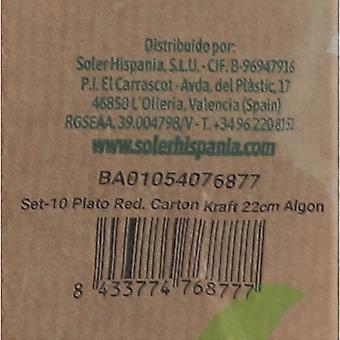 Distribuido por:
Soler Hispania, S.L.U. - CIF. B-96947916
P.I. El Carrascot - Avda. del Plàstic, 17
46850 L´Olleria, Valencia (Spain)
RGSEAA. 39.004798/V - T. +34 96 220 81 51
www.solerhispania.com
BA01054076877
Set-10 Plato Red. Carton Kraft 22cm Algon
8 433774 768777